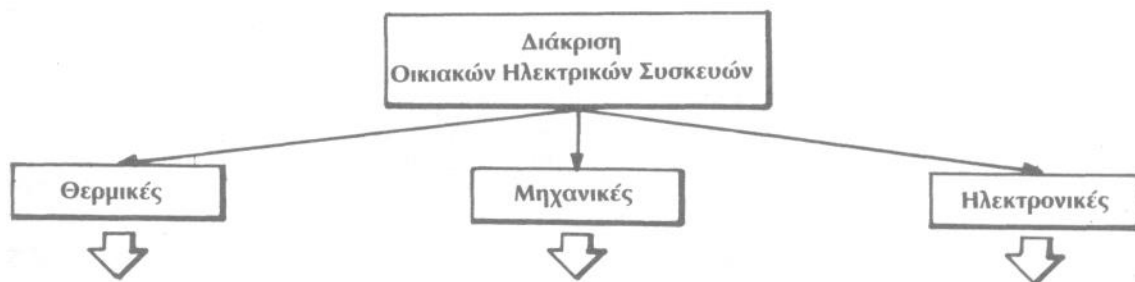 Διάκριση
Οικιακών Ηλεκτρικών Συσκευών
Θερμικές
Μηχανικές
Ηλεκτρονικές